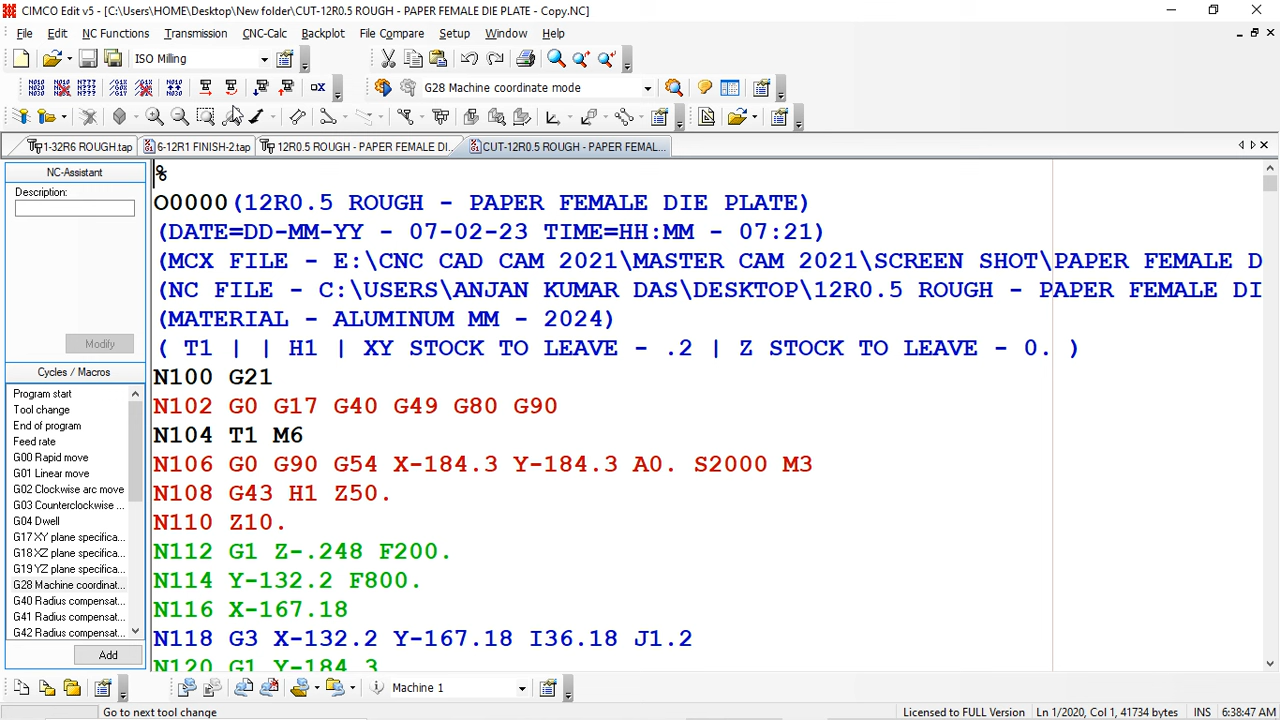 CIMCO Edit v5 - [C:\Users\HOME\Desktop\New folder\CUT-12R0.5 ROUGH - PAPER FEMALE DIE PLATE - Copy.NC]
File Edit NC Functions Transmission CNC-Calc Backplot File Compare Setup Window Help
ISO Milling
G28 Machine coordinate mode
1-32R6 ROUGH.tap 6-12R1 FINISH-2.tap 12R0.5 ROUGH - PAPER FEMALE DI... CUT-12R0.5 ROUGH - PAPER FEMAL...
NC-Assistant
Description:
Modify
Cycles / Macros
Program start
Tool change
End of program
Feed rate
G00 Rapid move
G01 Linear move
G02 Clockwise arc move
G03 Counterclockwise ...
G04 Dwell
G17 XY plane specifica...
G18 XZ plane specifica...
G19 YZ plane specifica...
G28 Machine coordinat...
G40 Radius compensat...
G41 Radius compensat...
G42 Radius compensat...
Add
%
O0000(12R0.5 ROUGH - PAPER FEMALE DIE PLATE)
(DATE=DD-MM-YY - 07-02-23 TIME=HH:MM - 07:21)
(MCX FILE - E:\CNC CAD CAM 2021\MASTER CAM 2021\SCREEN SHOT\PAPER FEMALE D
(NC FILE - C:\USERS\ANJAN KUMAR DAS\DESKTOP\12R0.5 ROUGH - PAPER FEMALE DI
(MATERIAL - ALUMINUM MM - 2024)
( T1 | | H1 | XY STOCK TO LEAVE - .2 | Z STOCK TO LEAVE - 0. )
N100 G21
N102 G0 G17 G40 G49 G80 G90
N104 T1 M6
N106 G0 G90 G54 X-184.3 Y-184.3 A0. S2000 M3
N108 G43 H1 Z50.
N110 Z10.
N112 G1 Z-.248 F200.
N114 Y-132.2 F800.
N116 X-167.18
N118 G3 X-132.2 Y-167.18 I36.18 J1.2
N120 G1 Y-184.3
Machine 1
Go to next tool change
Licensed to FULL Version Ln 1/2020, Col 1, 41734 bytes INS 6:38:47 AM